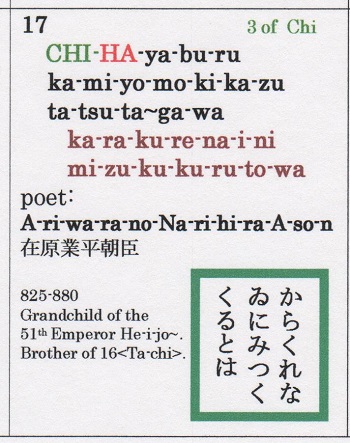 17
3 of Chi
CHI-HA-ya-bu-ru
ka-mi-yo-mo-ki-ka-zu
ta-tsu-ta~ga-wa
ka-ra-ku-re-na-i-ni
mi-zu-ku-ku-ru-to-wa
poet:
A-ri-wa-ra-no-Na-ri-hi-ra-A-so-n
在原業平朝臣
825-880
Grandchild of the
51th Emperor He-i-jo~.
Brother of 16<Ta-chi>.
からくれな
ゐにみつく
くるとは